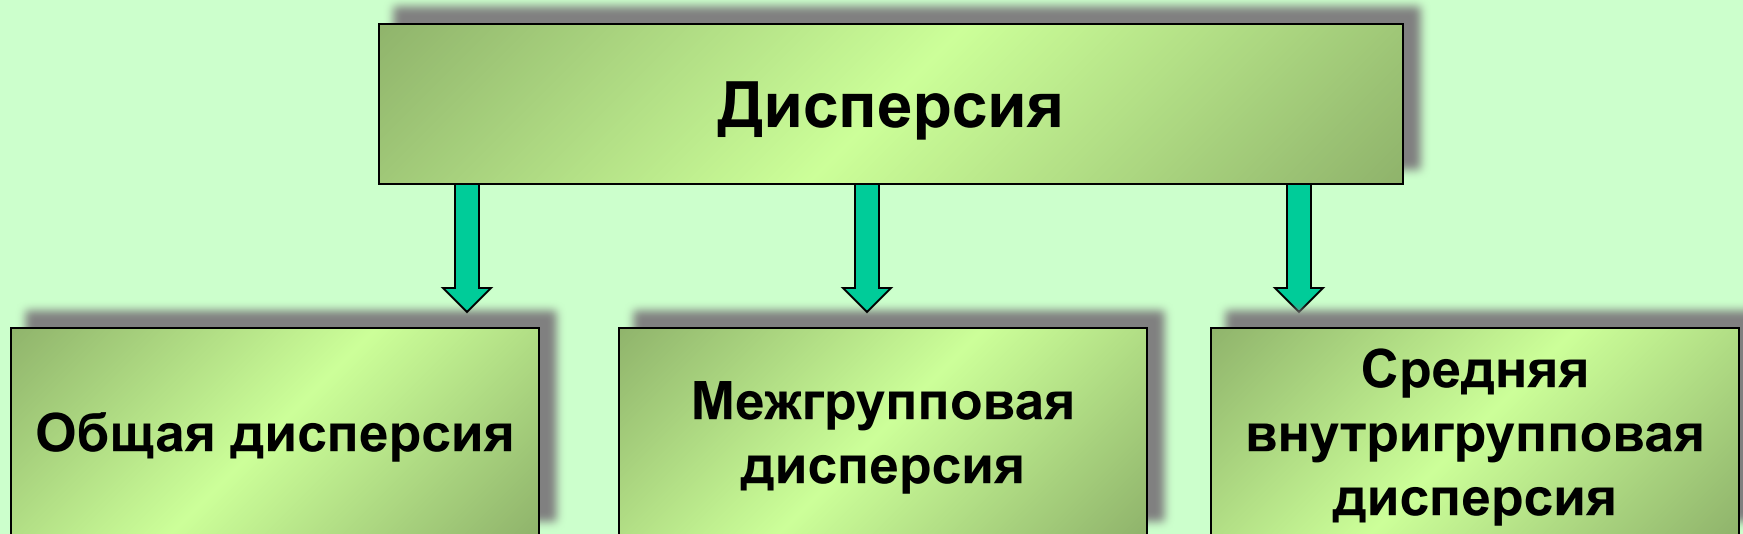 Дисперсия
Общая дисперсия
Межгрупповая
дисперсия
Средняя
внутригрупповая
дисперсия